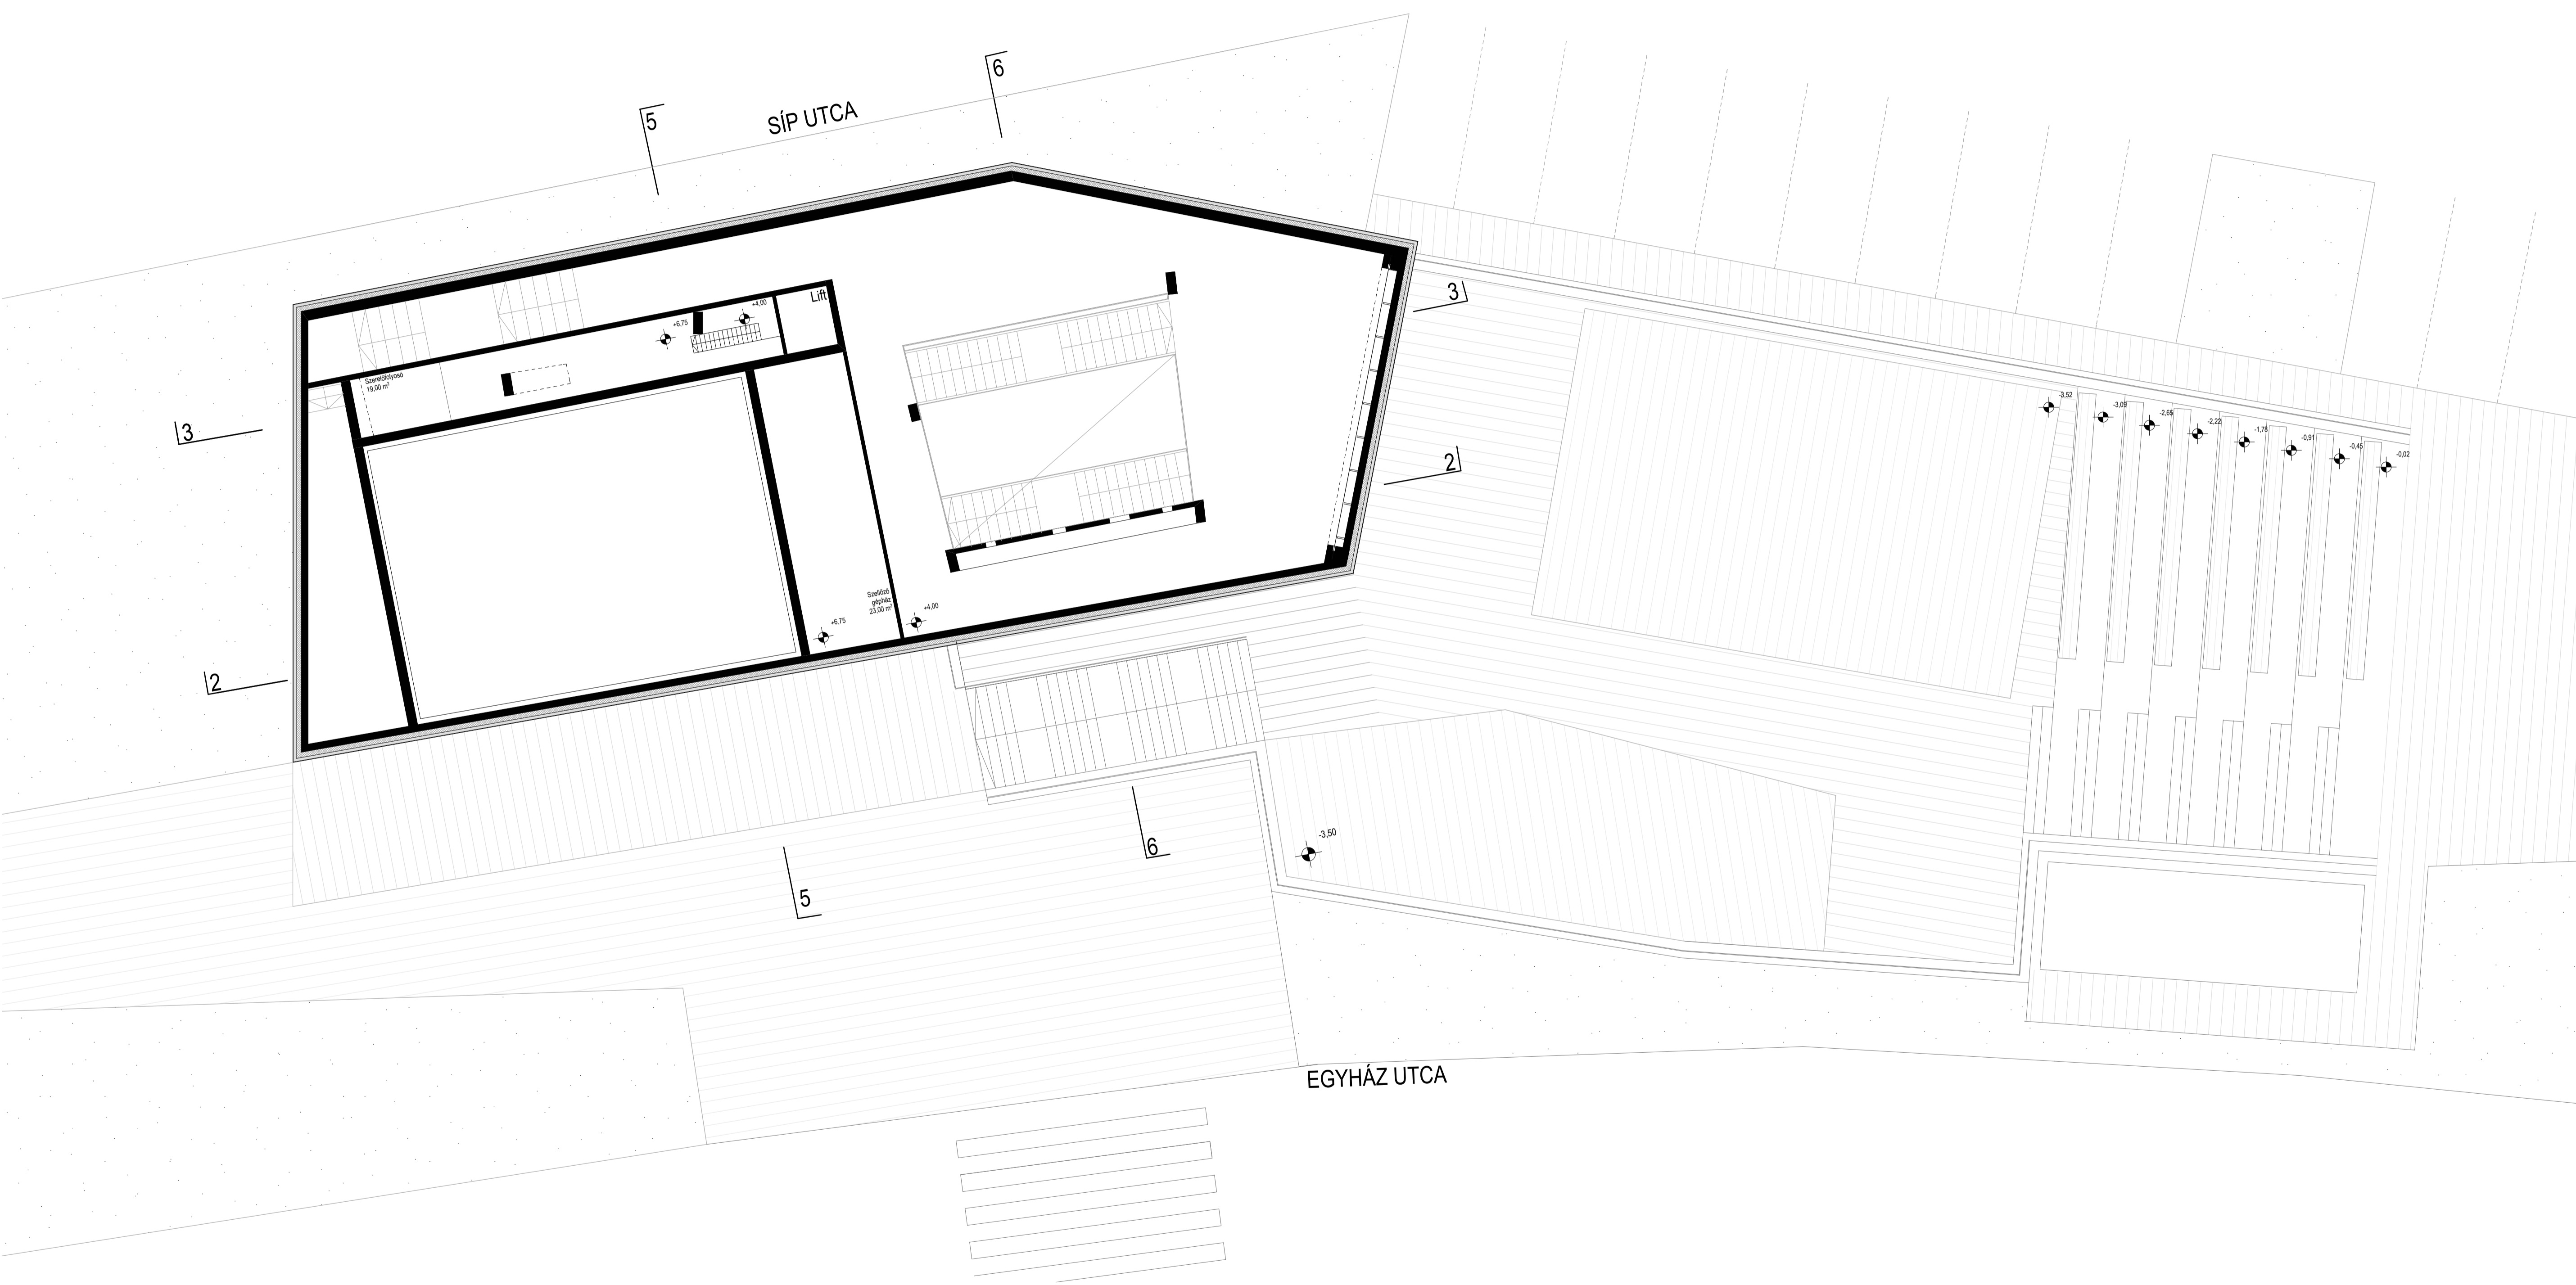 6
5
SÍP UTCA
Lift
+4,00
+6,75
3
Szerelőfolyosó
19,00 m²
3
2
-3,52
-3,09
-2,65
-2,22
-1,78
-0,91
-0,45
-0,02
Szellőző
gépház
23,00 m²
+4,00
+6,75
2
-3,50
6
5
EGYHÁZ UTCA